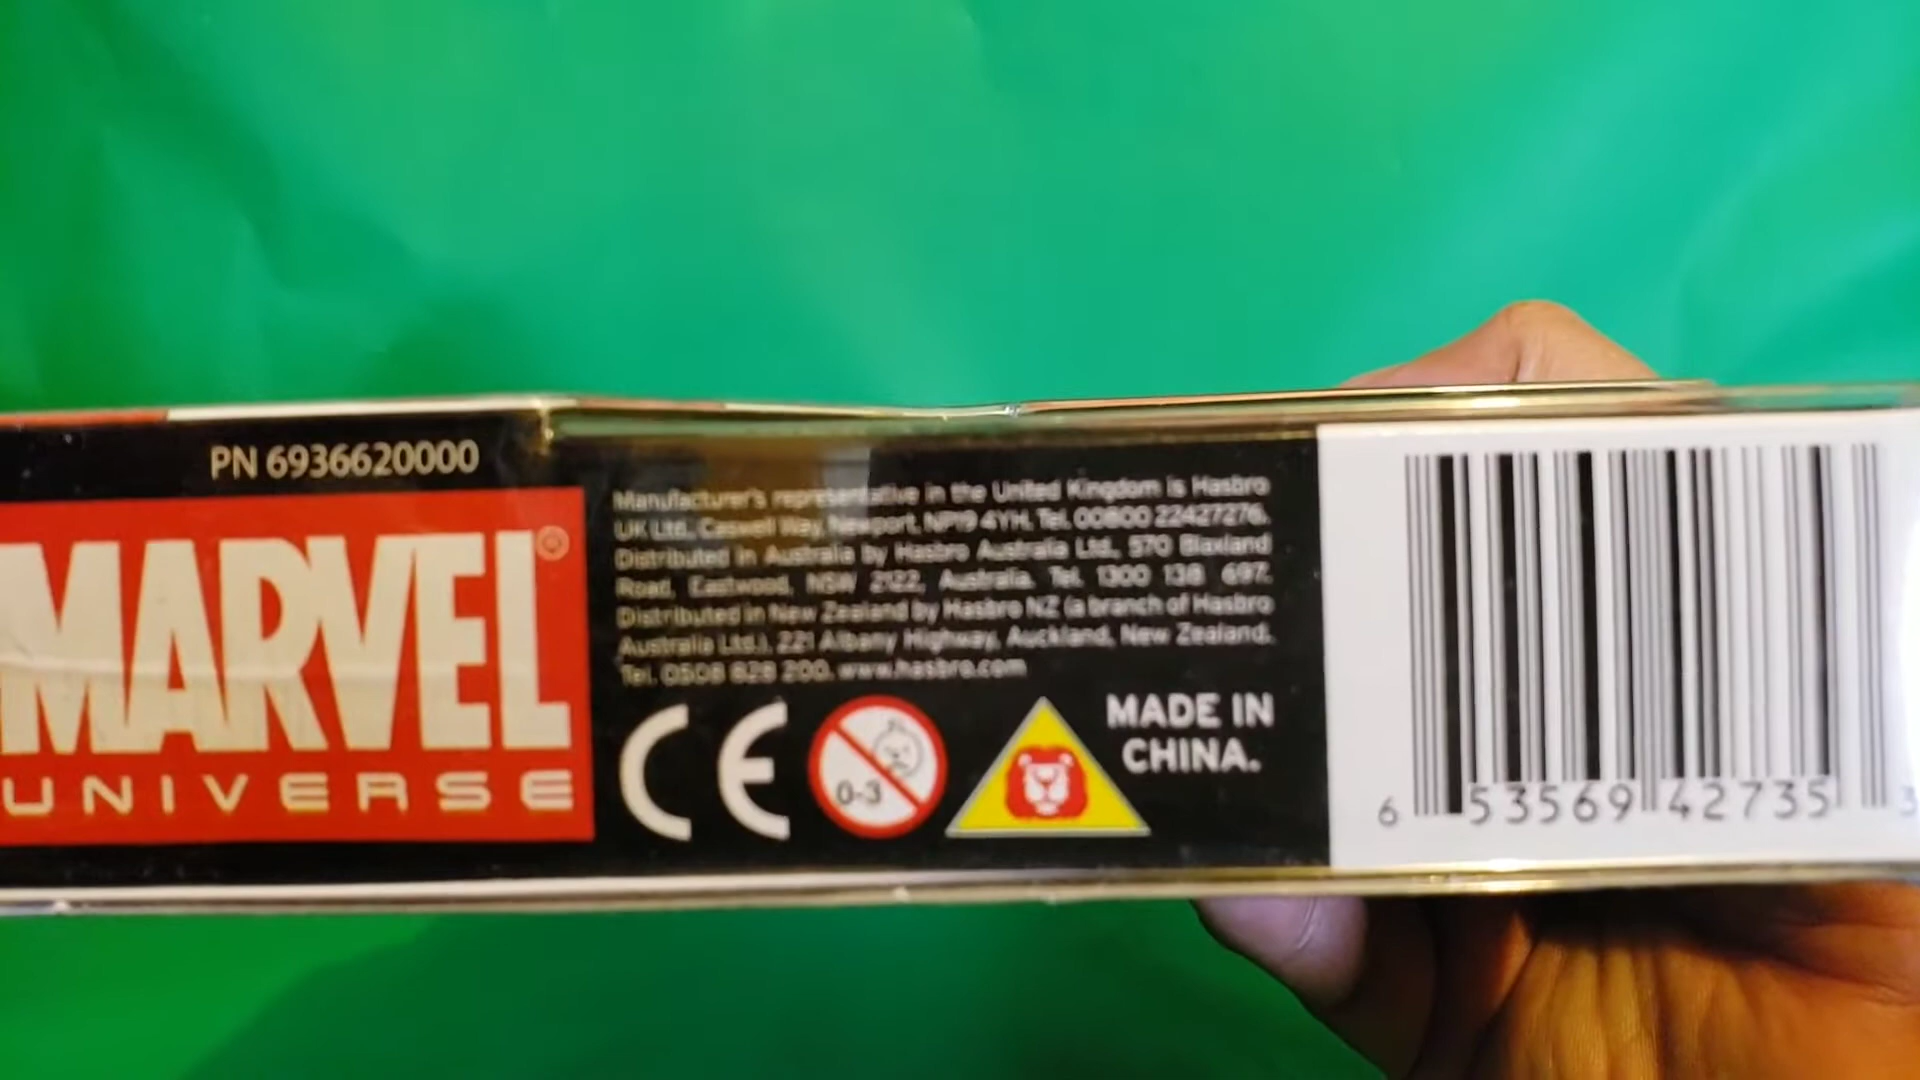 PN 6936620000
MARVEL®
UNIVERSE
Manufacturer's representative in the United Kingdom is Hasbro
UK Ltd., Caswell Way, Newport, NP19 4YH. Tel. 00800 22427276.
Distributed in Australia by Hasbro Australia Ltd., 570 Blaxland
Road, Eastwood, NSW 2122, Australia. Tel. 1300 138 697.
Distributed in New Zealand by Hasbro NZ (a branch of Hasbro
Australia Ltd.), 221 Albany Highway, Auckland, New Zealand.
Tel. 0508 828 200. www.hasbro.com
CE
0-3
MADE IN
CHINA.
6 53569 42735 3